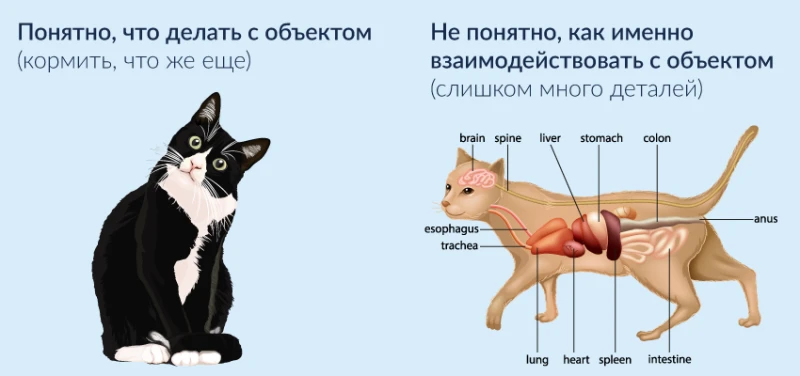 Понятно, что делать с объектом
(кормить, что же еще)
Не понятно, как именно
взаимодействовать с объектом
(слишком много деталей)
brain spine liver stomach colon
anus
esophagus
trachea
lung heart spleen intestine